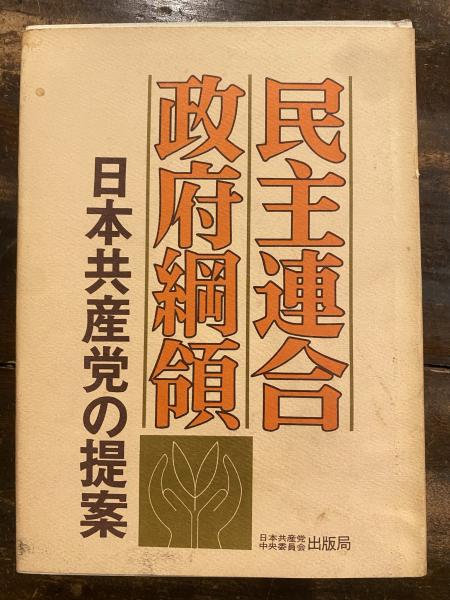 民主連合
政府綱領
日本共産党の提案
日本共産党
中央委員会 出版局